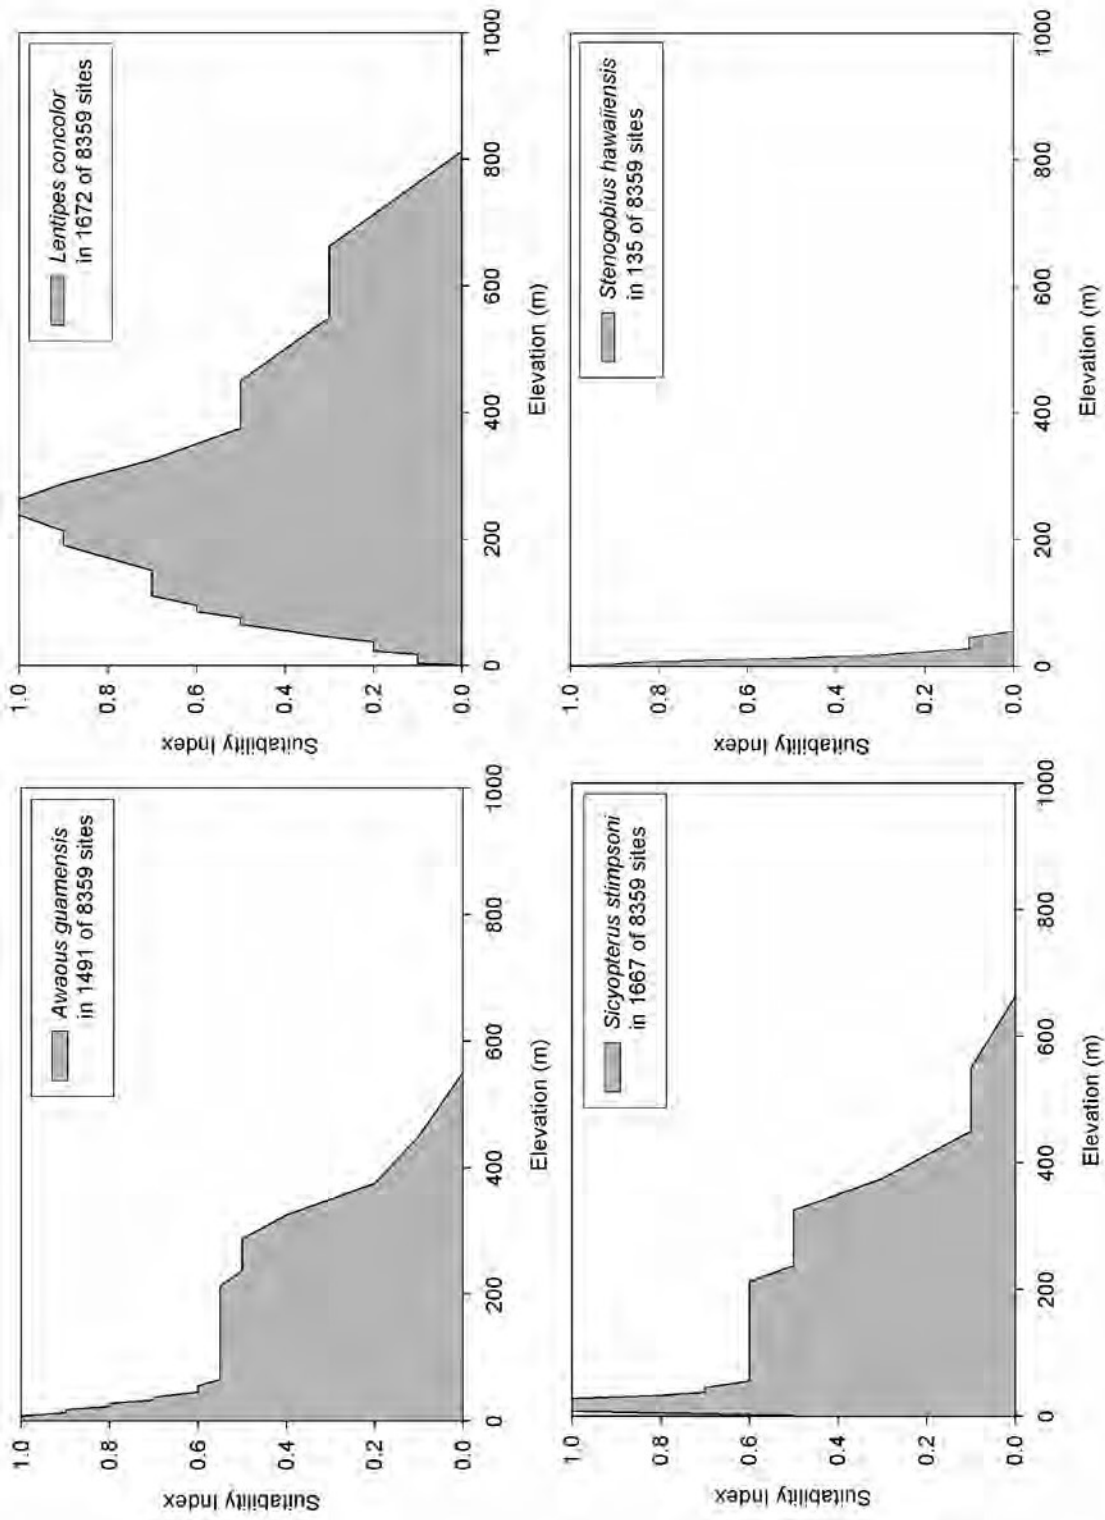 Suitability Index
1.0
0.8
0.6
0.4
0.2
0.0
Awaous guamensis
in 1491 of 8359 sites
0 200 400 600 800 1000
Elevation (m)
Suitability Index
1.0
0.8
0.6
0.4
0.2
0.0
Lentipes concolor
in 1672 of 8359 sites
0 200 400 600 800 1000
Elevation (m)
Suitability Index
1.0
0.8
0.6
0.4
0.2
0.0
Sicyopterus stimpsoni
in 1667 of 8359 sites
0 200 400 600 800 1000
Elevation (m)
Suitability Index
1.0
0.8
0.6
0.4
0.2
0.0
Stenogobius hawaiiensis
in 135 of 8359 sites
0 200 400 600 800 1000
Elevation (m)